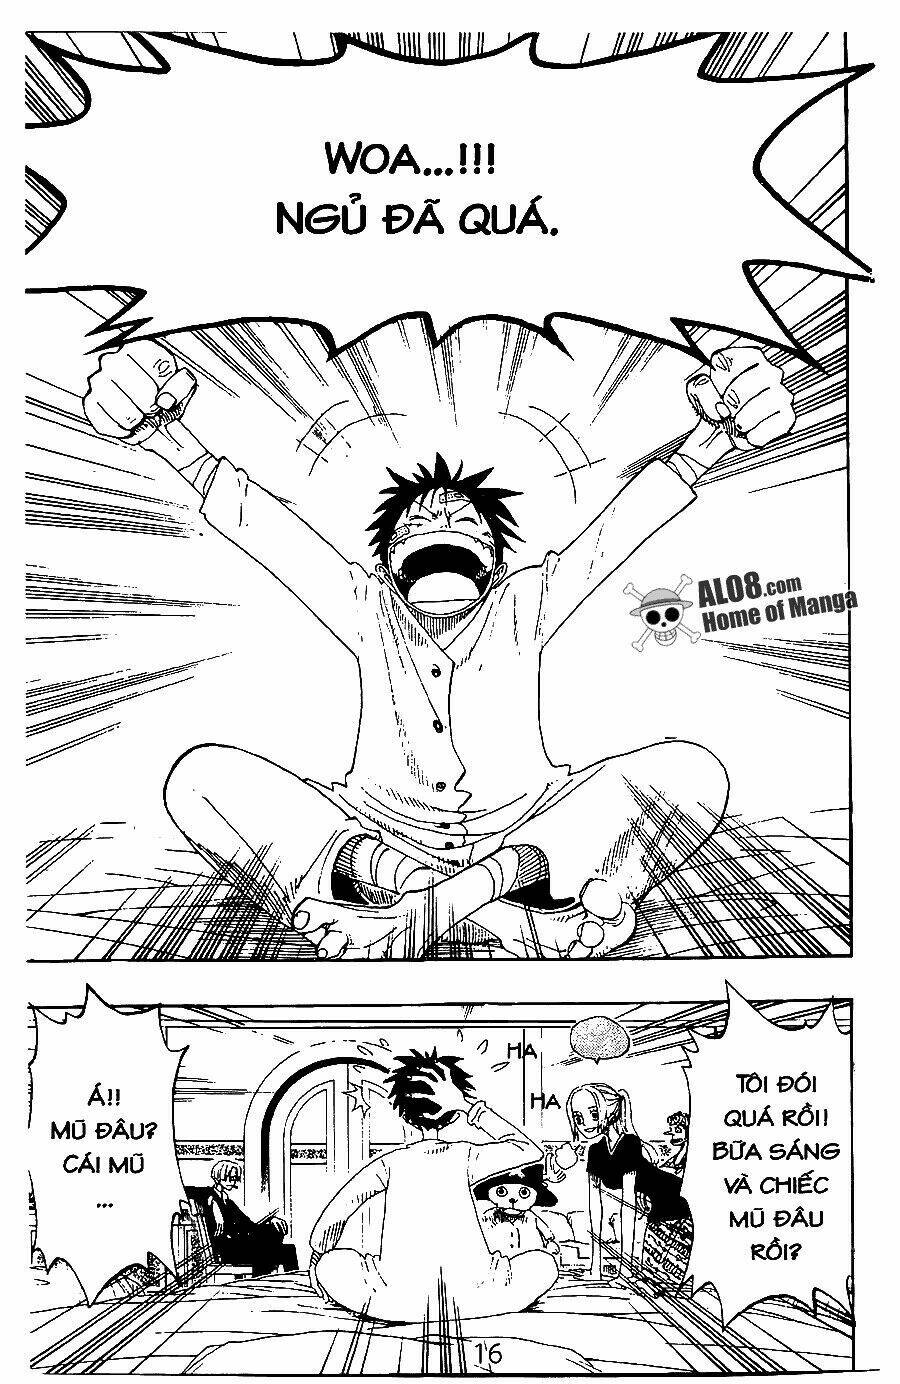 WOA...!!!
NGỦ ĐÃ QUÁ.
ALO8.com
Home of Manga
TÔI ĐÓI
QUÁ RỒI!!
BỮA SÁNG
VÀ CHIẾC
MŨ ĐÂU
RỒI?
HA
HA
Á!!
MŨ ĐÂU?
CÁI MŨ
...
16